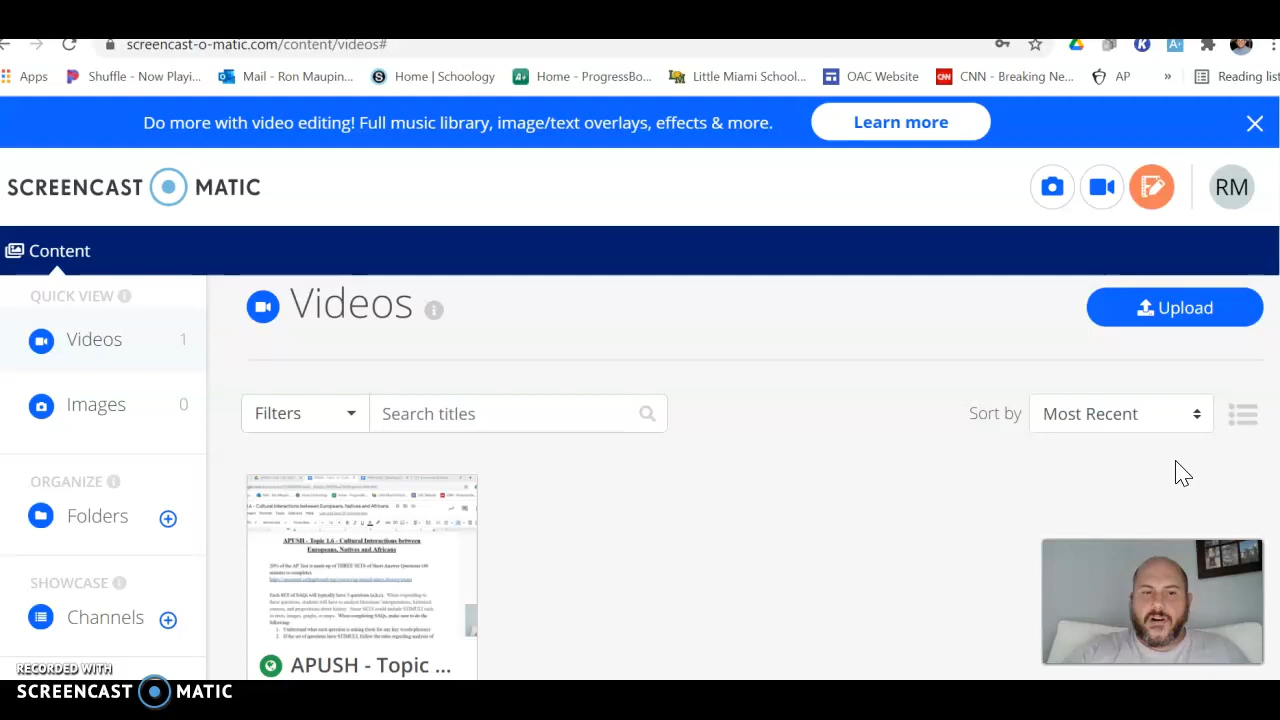 screencast-o-matic.com/content/videos#
Apps Shuffle - Now Playi... Mail - Ron Maupin... Home | Schoology Home - ProgressBo... Little Miami School... OAC Website CNN - Breaking Ne... AP » Reading list
Do more with video editing! Full music library, image/text overlays, effects & more. Learn more
SCREENCAST MATIC RM
Content
QUICK VIEW
Videos Upload
Videos 1
Images 0
Filters Search titles Sort by Most Recent
ORGANIZE
Folders
SHOWCASE
Channels
APUSH - Topic 1.6 - Cultural Interactions between
Europeans, Natives and Africans
APUSH - Topic ...
RECORDED WITH
SCREENCAST MATIC